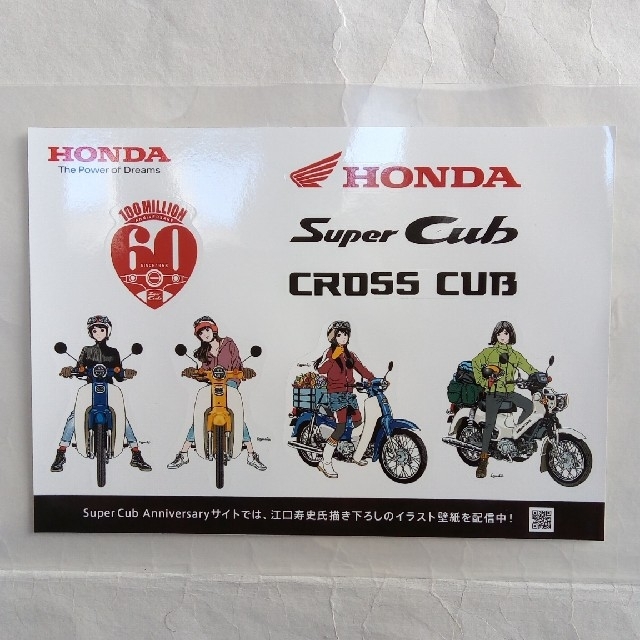 HONDA
The Power of Dreams
HONDA
100MILLION
ANNIVERSARY
60
Super Cub
CROSS CUB
Super Cub Anniversaryサイトでは、江口寿史氏描き下ろしのイラスト壁紙を配信中!